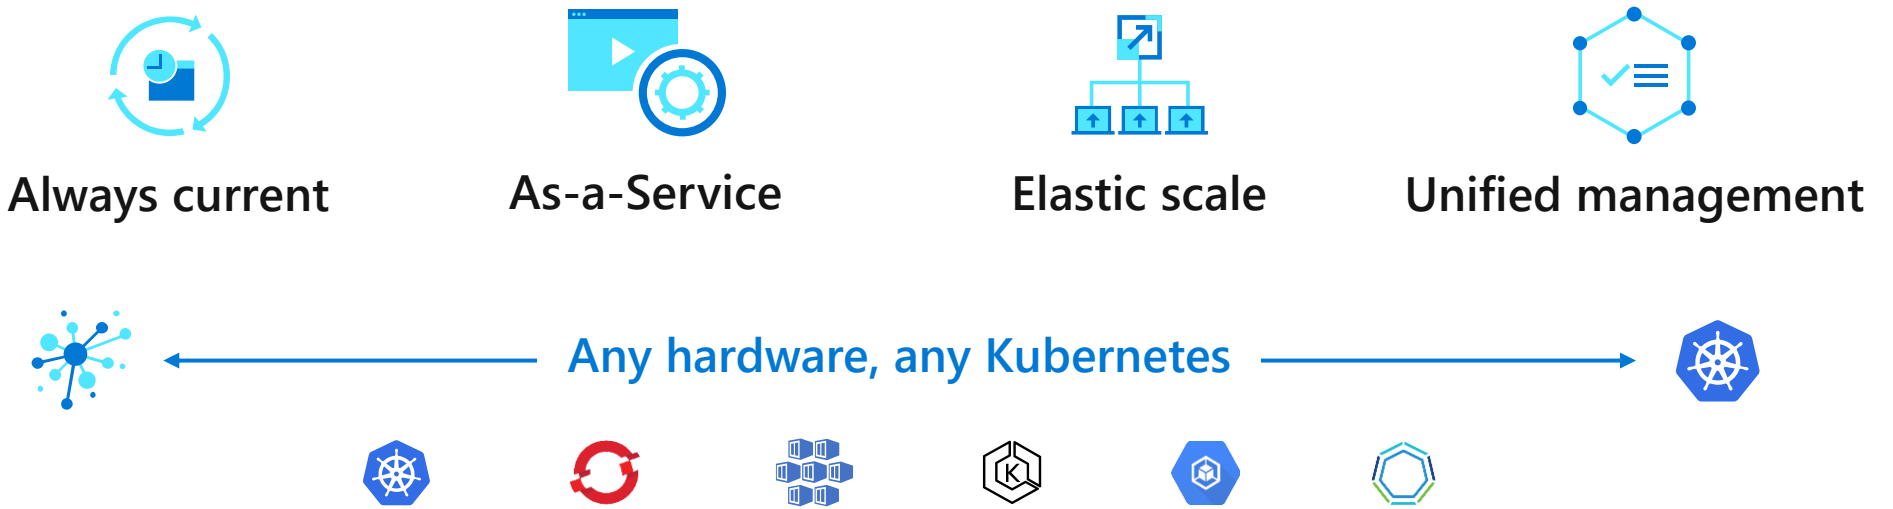 Always current
As-a-Service
Elastic scale
Unified management
Any hardware, any Kubernetes
K